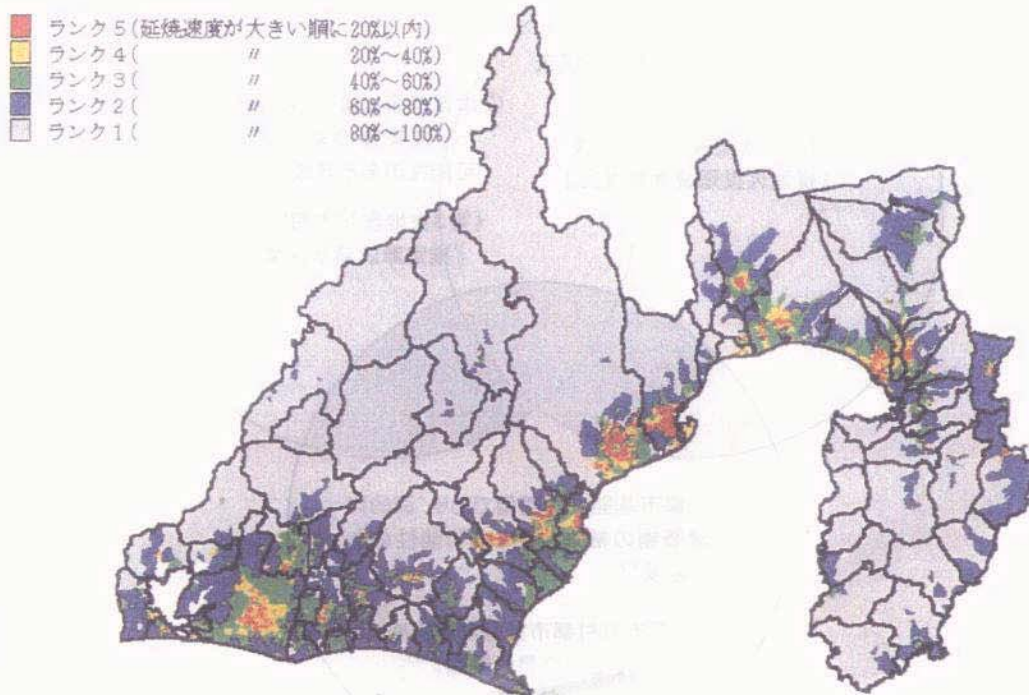 ランク5(延焼速度が大きい順に20%以内)
ランク4( 〃 20%~40%)
ランク3( 〃 40%~60%)
ランク2( 〃 60%~80%)
ランク1( 〃 80%~100%)